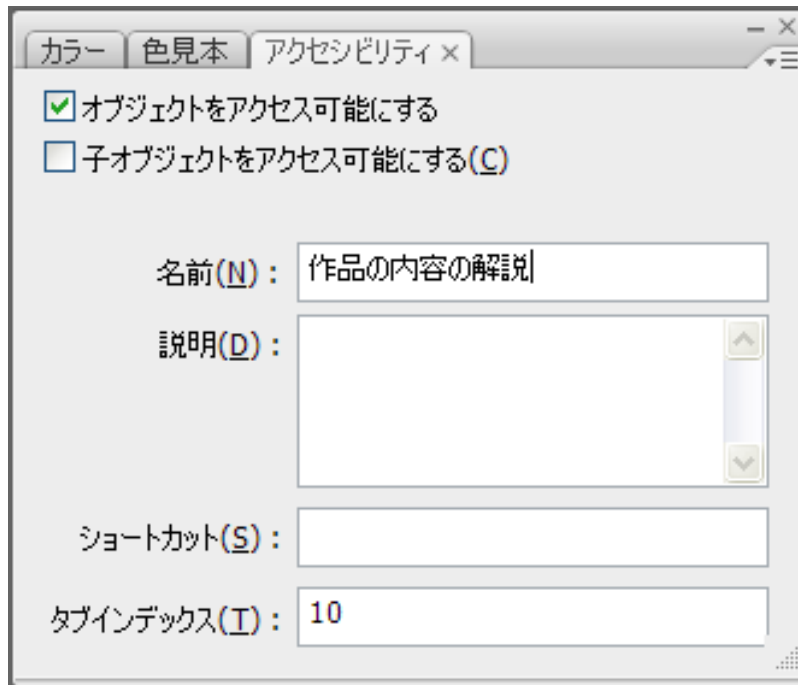 カラー 色見本 アクセシビリティ
オブジェクトをアクセス可能にする
子オブジェクトをアクセス可能にする(C)
名前(N): 作品の内容の解説
説明(D):
ショートカット(S):
タブインデックス(T): 10